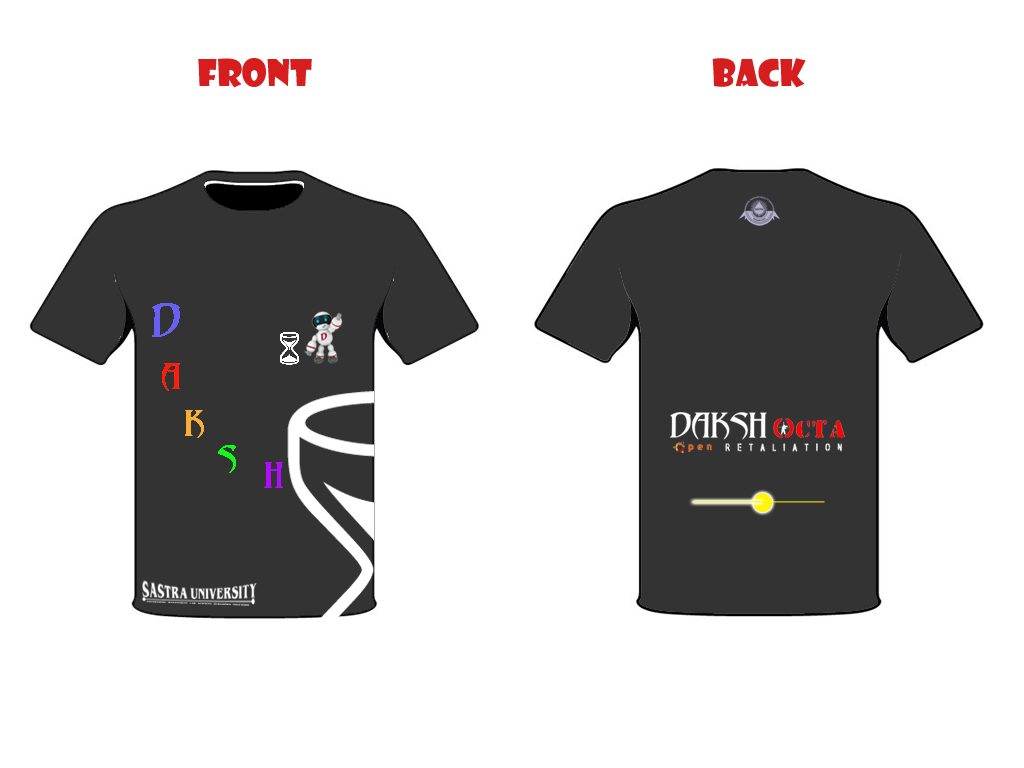 FRONT
BACK
D
A
K
S
H
D
SASTRA UNIVERSITY
DAKSH OCTA
Open RETALIATION